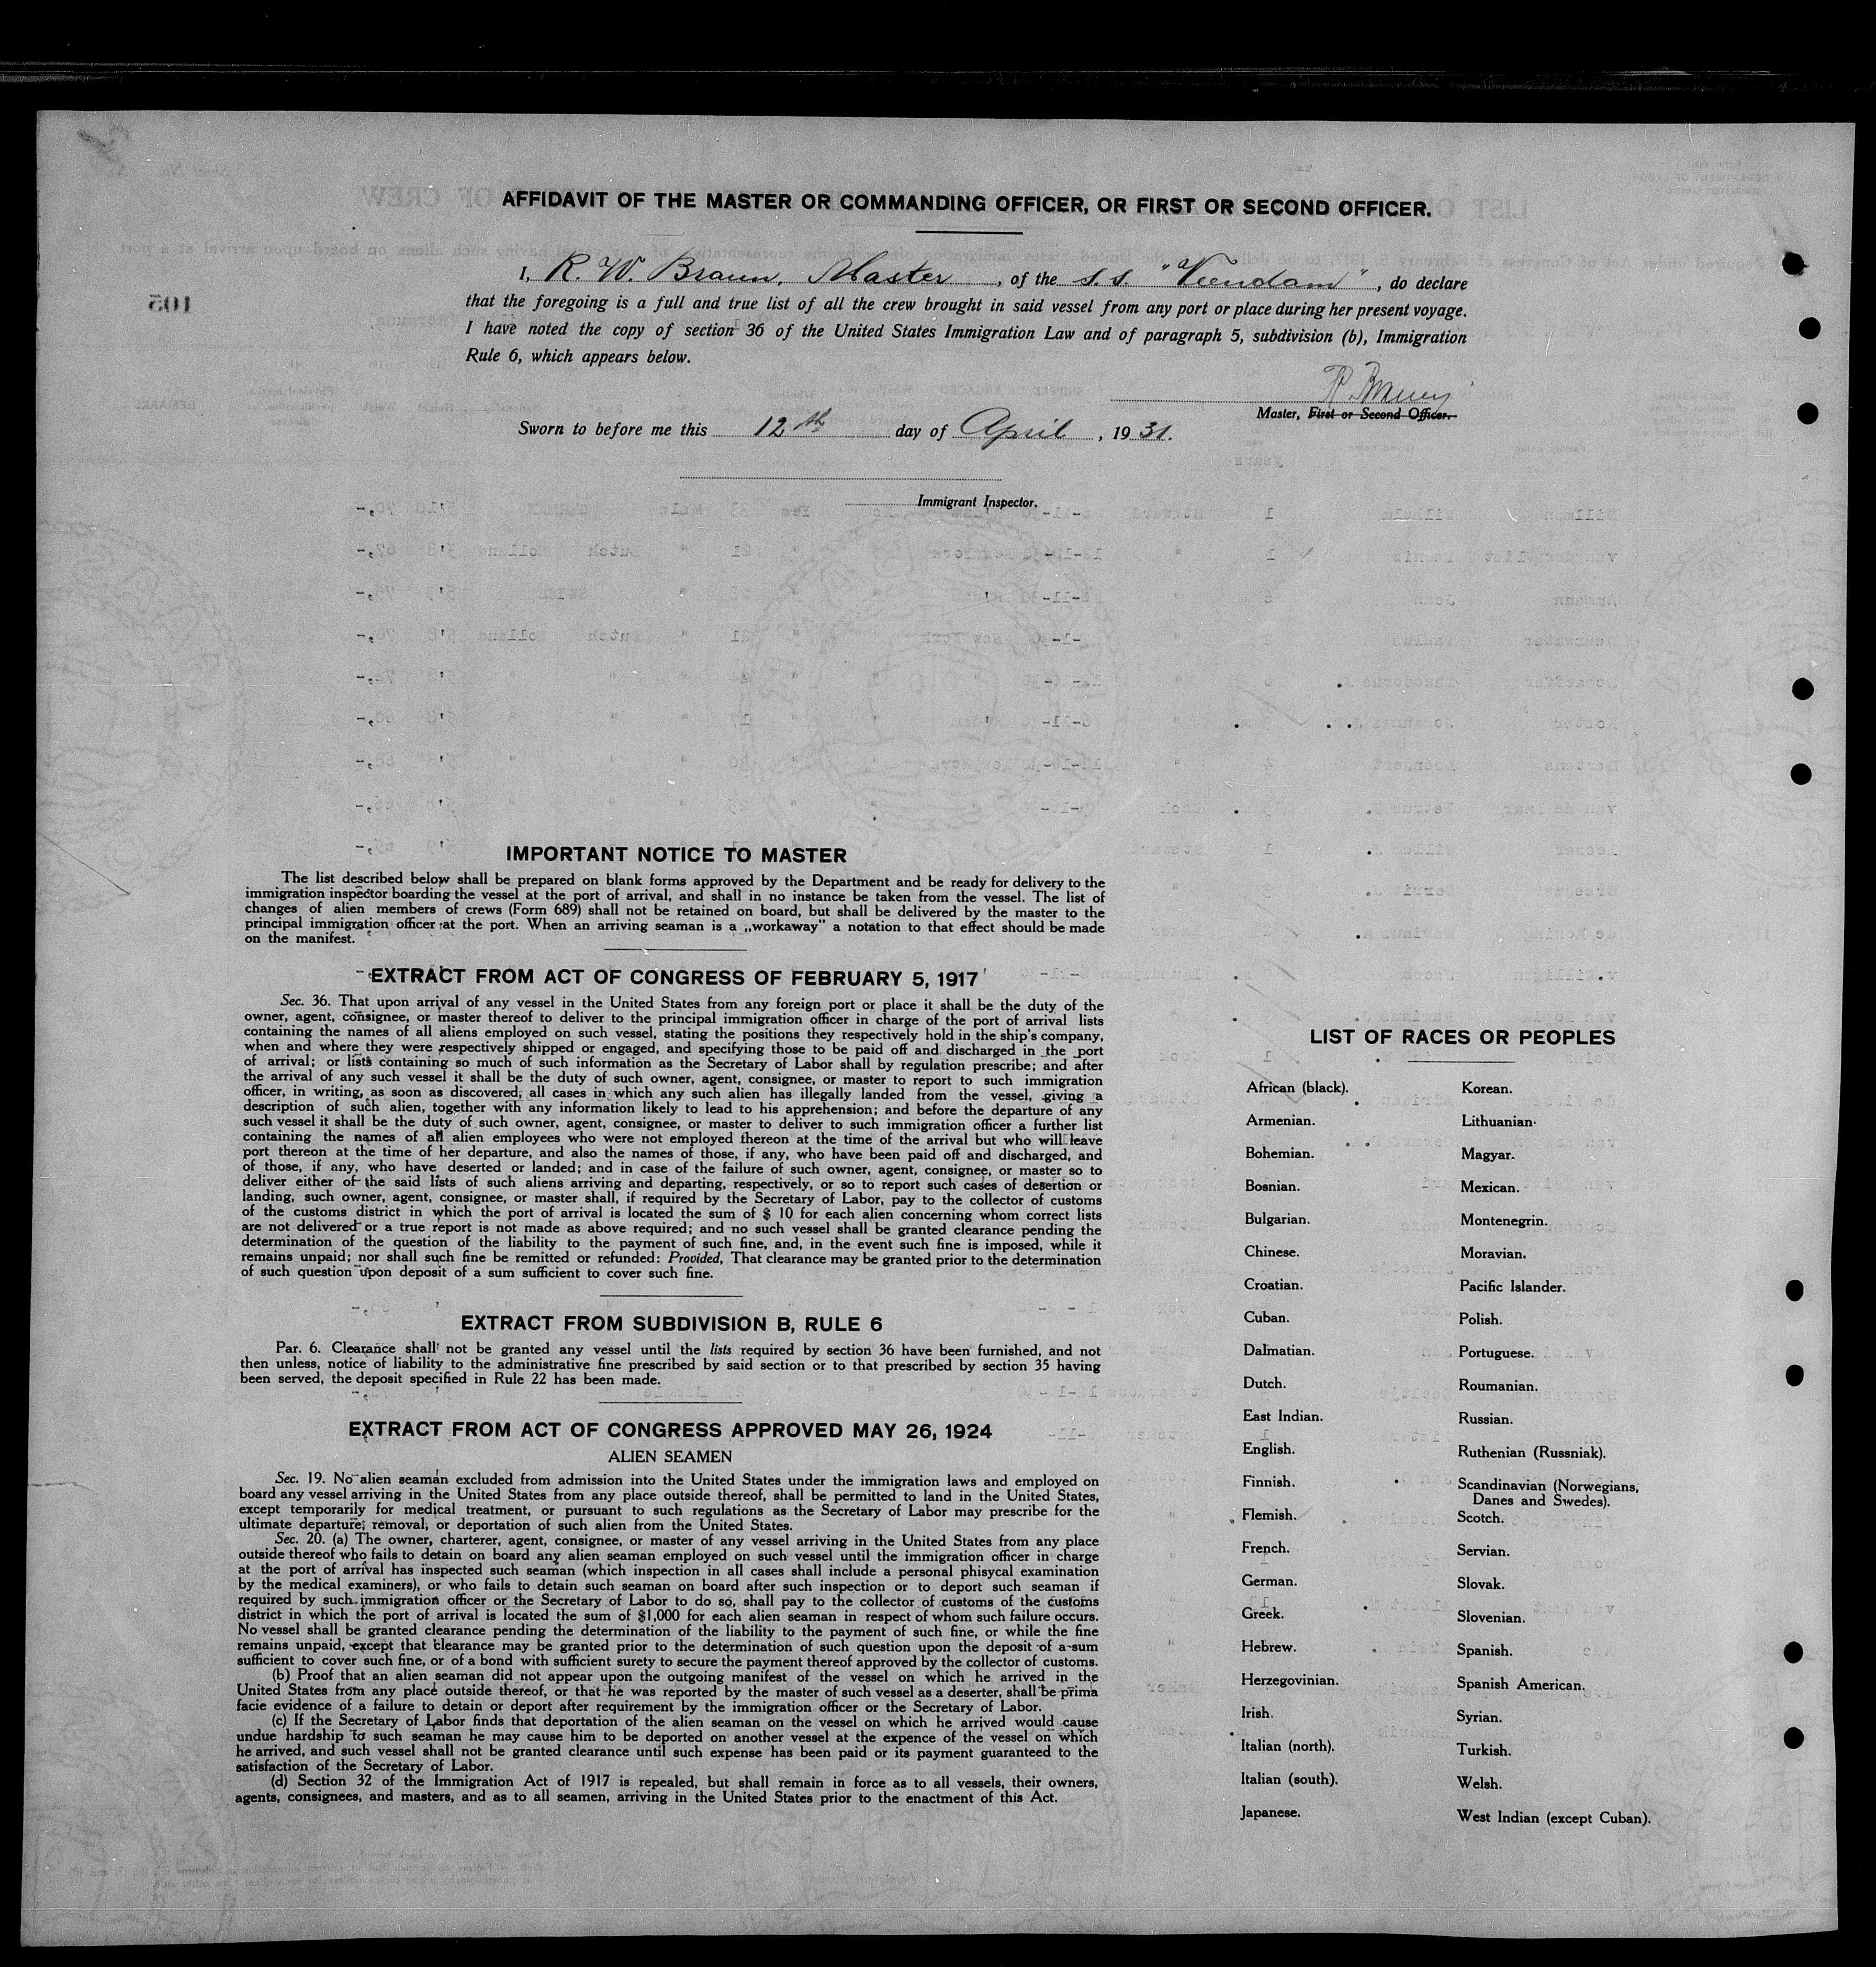 AFFIDAVIT OF THE MASTER OR COMMANDING OFFICER, OR FIRST OR SECOND OFFICER.
I, R. W. Braun, Master, of the s.s. "Veendam", do declare
that the foregoing is a full and true list of all the crew brought in said vessel from any port or place during her present voyage.
I have noted the copy of section 36 of the United States Immigration Law and of paragraph 5, subdivision (b), Immigration
Rule 6, which appears below.
R. Braun
Master, First or Second Officer.
Sworn to before me this 12th day of April, 1931.
Immigrant Inspector.
105
IMPORTANT NOTICE TO MASTER
The list described below shall be prepared on blank forms approved by the Department and be ready for delivery to the
immigration inspector boarding the vessel at the port of arrival, and shall in no instance be taken from the vessel. The list of
changes of alien members of crews (Form 689) shall not be retained on board, but shall be delivered by the master to the
principal immigration officer at the port. When an arriving seaman is a „workaway" a notation to that effect should be made
on the manifest.
EXTRACT FROM ACT OF CONGRESS OF FEBRUARY 5, 1917
Sec. 36. That upon arrival of any vessel in the United States from any foreign port or place it shall be the duty of the
owner, agent, consignee, or master thereof to deliver to the principal immigration officer in charge of the port of arrival lists
containing the names of all aliens employed on such vessel, stating the positions they respectively hold in the ship's company,
when and where they were respectively shipped or engaged, and specifying those to be paid off and discharged in the port
of arrival; or lists containing so much of such information as the Secretary of Labor shall by regulation prescribe; and after
the arrival of any such vessel it shall be the duty of such owner, agent, consignee, or master to report to such immigration
officer, in writing, as soon as discovered, all cases in which any such alien has illegally landed from the vessel, giving a
description of such alien, together with any information likely to lead to his apprehension; and before the departure of any
such vessel it shall be the duty of such owner, agent, consignee, or master to deliver to such immigration officer a further list
containing the names of all alien employees who were not employed thereon at the time of the arrival but who will leave
port thereon at the time of her departure, and also the names of those, if any, who have been paid off and discharged, and
of those, if any, who have deserted or landed; and in case of the failure of such owner, agent, consignee, or master so to
deliver either of the said lists of such aliens arriving and departing, respectively, or so to report such cases of desertion or
landing, such owner, agent, consignee, or master shall, if required by the Secretary of Labor, pay to the collector of customs
of the customs district in which the port of arrival is located the sum of $ 10 for each alien concerning whom correct lists
are not delivered or a true report is not made as above required; and no such vessel shall be granted clearance pending the
determination of the question of the liability to the payment of such fine, and, in the event such fine is imposed, while it
remains unpaid; nor shall such fine be remitted or refunded: Provided, That clearance may be granted prior to the determination
of such question upon deposit of a sum sufficient to cover such fine.
EXTRACT FROM SUBDIVISION B, RULE 6
Par. 6. Clearance shall not be granted any vessel until the lists required by section 36 have been furnished, and not
then unless, notice of liability to the administrative fine prescribed by said section or to that prescribed by section 35 having
been served, the deposit specified in Rule 22 has been made.
EXTRACT FROM ACT OF CONGRESS APPROVED MAY 26, 1924
ALIEN SEAMEN
Sec. 19. No alien seaman excluded from admission into the United States under the immigration laws and employed on
board any vessel arriving in the United States from any place outside thereof, shall be permitted to land in the United States,
except temporarily for medical treatment, or pursuant to such regulations as the Secretary of Labor may prescribe for the
ultimate departure, removal, or deportation of such alien from the United States.
Sec. 20. (a) The owner, charterer, agent, consignee, or master of any vessel arriving in the United States from any place
outside thereof who fails to detain on board any alien seaman employed on such vessel until the immigration officer in charge
at the port of arrival has inspected such seaman (which inspection in all cases shall include a personal phisycal examination
by the medical examiners), or who fails to detain such seaman on board after such inspection or to deport such seaman if
required by such immigration officer or the Secretary of Labor to do so, shall pay to the collector of customs of the customs
district in which the port of arrival is located the sum of $1,000 for each alien seaman in respect of whom such failure occurs.
No vessel shall be granted clearance pending the determination of the liability to the payment of such fine, or while the fine
remains unpaid, except that clearance may be granted prior to the determination of such question upon the deposit of a sum
sufficient to cover such fine, or of a bond with sufficient surety to secure the payment thereof approved by the collector of customs.
(b) Proof that an alien seaman did not appear upon the outgoing manifest of the vessel on which he arrived in the
United States from any place outside thereof, or that he was reported by the master of such vessel as a deserter, shall be prima
facie evidence of a failure to detain or deport after requirement by the immigration officer or the Secretary of Labor.
(c) If the Secretary of Labor finds that deportation of the alien seaman on the vessel on which he arrived would cause
undue hardship to such seaman he may cause him to be deported on another vessel at the expence of the vessel on which
he arrived, and such vessel shall not be granted clearance until such expense has been paid or its payment guaranteed to the
satisfaction of the Secretary of Labor.
(d) Section 32 of the Immigration Act of 1917 is repealed, but shall remain in force as to all vessels, their owners,
agents, consignees, and masters, and as to all seamen, arriving in the United States prior to the enactment of this Act.
LIST OF RACES OR PEOPLES
African (black).
Armenian.
Bohemian.
Bosnian.
Bulgarian.
Chinese.
Croatian.
Cuban.
Dalmatian.
Dutch.
East Indian.
English.
Finnish.
Flemish.
French.
German.
Greek.
Hebrew.
Herzegovinian.
Irish.
Italian (north).
Italian (south).
Japanese.
Korean.
Lithuanian.
Magyar.
Mexican.
Montenegrin.
Moravian.
Pacific Islander.
Polish.
Portuguese.
Roumanian.
Russian.
Ruthenian (Russniak).
Scandinavian (Norwegians,
Danes and Swedes).
Scotch.
Servian.
Slovak.
Slovenian.
Spanish.
Spanish American.
Syrian.
Turkish.
Welsh.
West Indian (except Cuban).